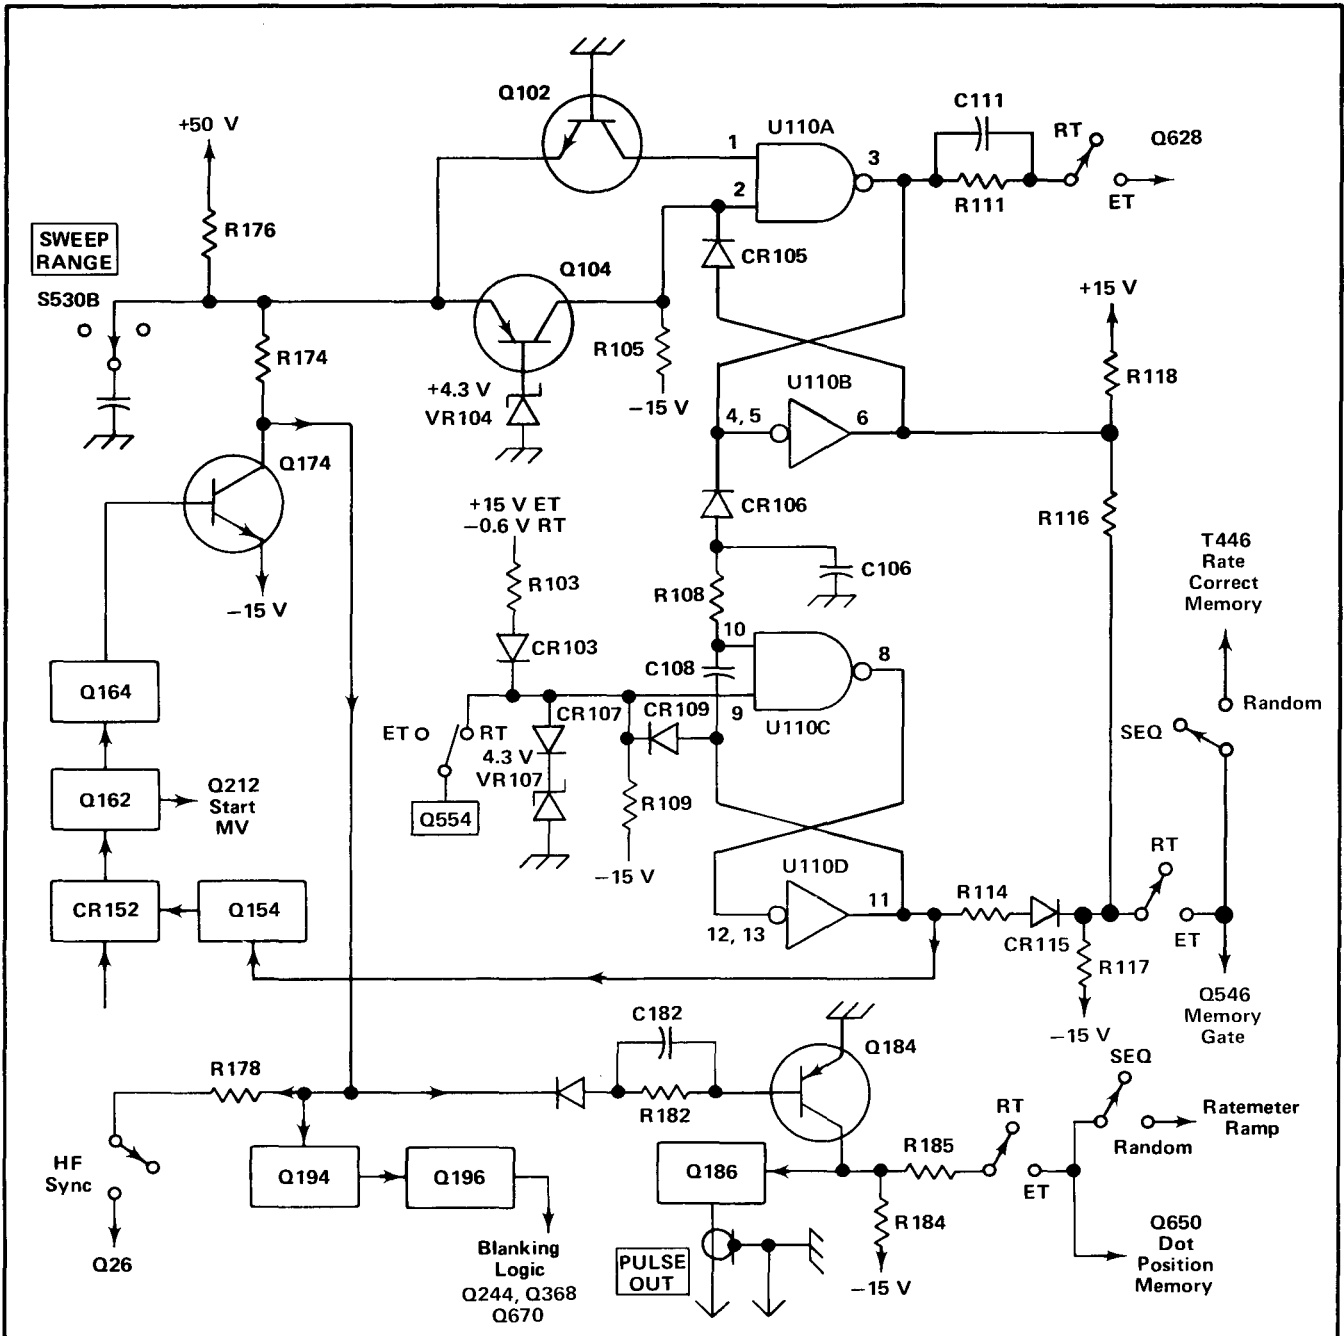 Q102
C111
U110A
RT
Q628
+50 V
1
3
2
R111
ET
R176
SWEEP
RANGE
CR105
Q104
S530B
+15 V
R174
R105
R118
U110B
+4.3 V
VR104
−15 V
4, 5
6
Q174
+15 V ET
−0.6 V RT
CR106
R116
T446
Rate
Correct
Memory
R103
C106
R108
−15 V
10
CR103
8
C108
Q164
CR107
CR109
9
U110C
Random
ET
RT
4.3 V
VR107
SEQ
Q162
Q212
Start
MV
Q554
R109
RT
U110D
−15 V
CR152
Q154
11
R114
12, 13
CR115
ET
R117
Q546
Memory
Gate
C182
Q184
−15 V
SEQ
R178
R182
RT
Ratemeter
Ramp
HF
Sync
Q194
Q196
Q186
R185
Random
ET
Q26
R184
Q650
Dot
Position
Memory
Blanking
Logic
Q244, Q368
Q670
PULSE
OUT
−15 V